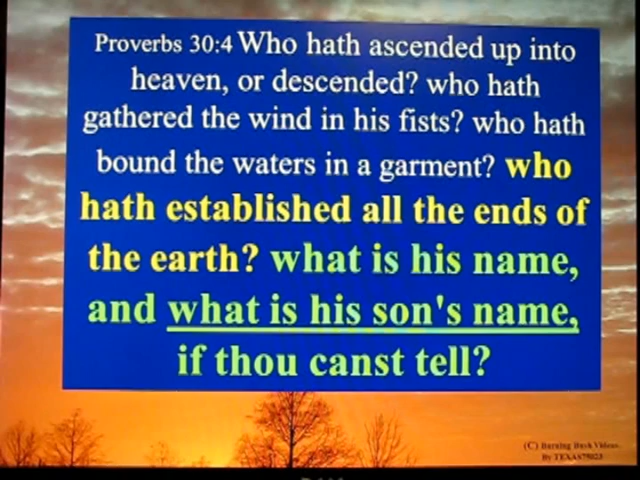 Proverbs 30:4 Who hath ascended up into
heaven, or descended? who hath
gathered the wind in his fists? who hath
bound the waters in a garment? who
hath established all the ends of
the earth? what is his name,
and what is his son's name,
if thou canst tell?
(C) Burning Bush Videos.
By TEXAS75023